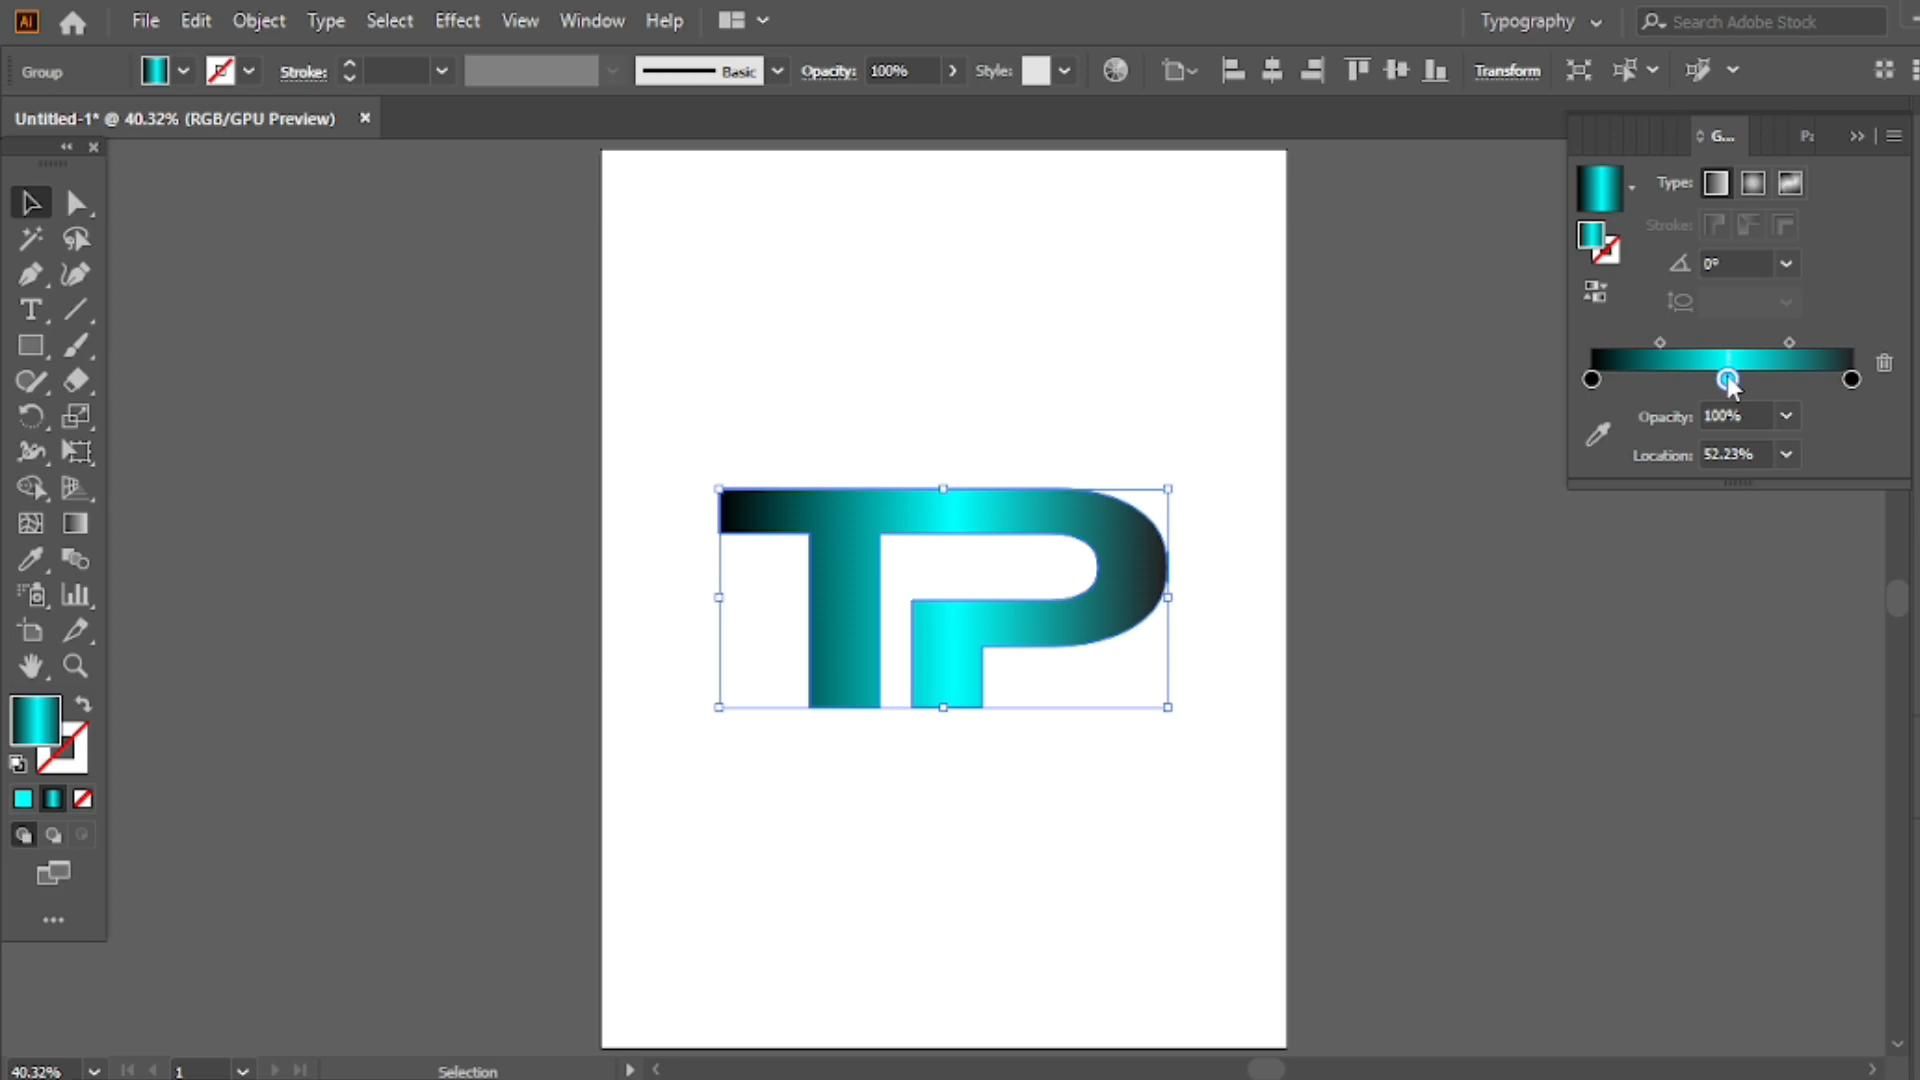 Ai File Edit Object Type Select Effect View Window Help Typography Search Adobe Stock
Group Stroke: Basic Opacity: 100% Style: Transform
Untitled-1* @ 40.32% (RGB/GPU Preview) ×
G...
Type:
Stroke:
0°
Opacity: 100%
Location: 52.23%
TP
40.32% 1 Selection